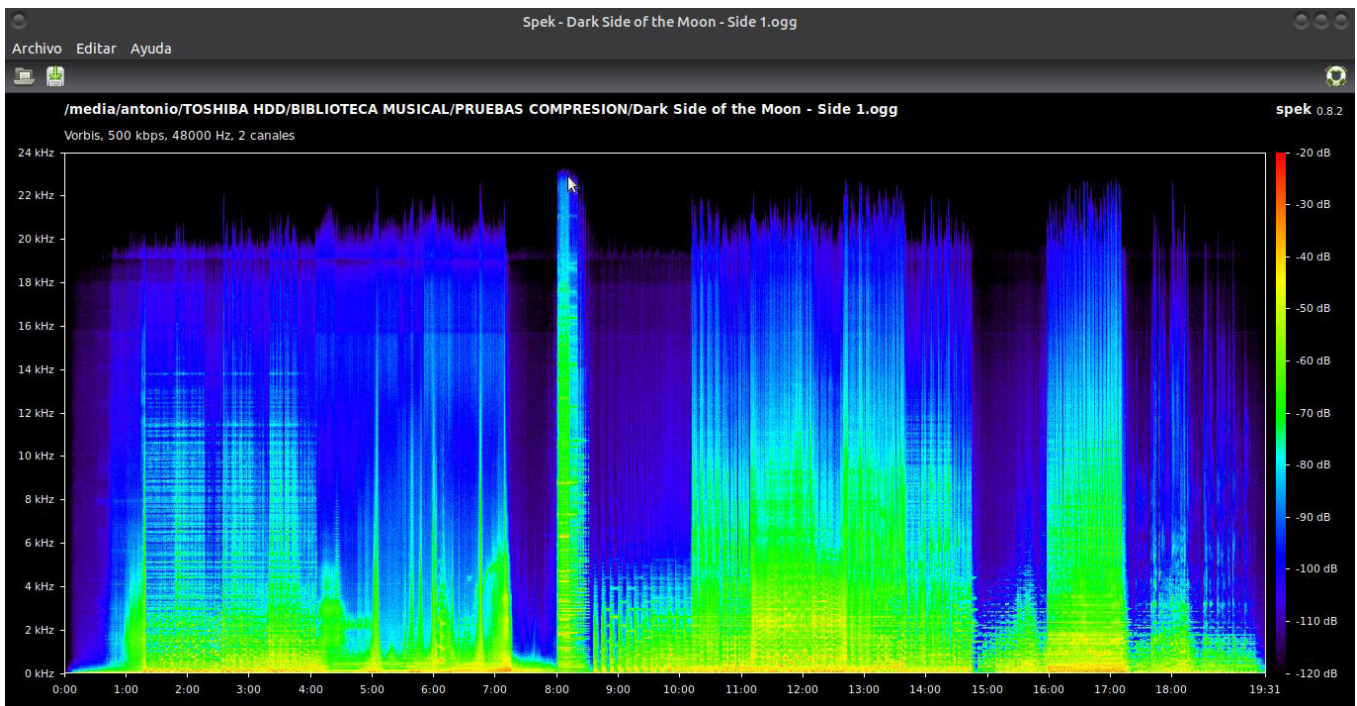 Spek - Dark Side of the Moon - Side 1.ogg
Archivo Editar Ayuda
/media/antonio/TOSHIBA HDD/BIBLIOTECA MUSICAL/PRUEBAS COMPRESION/Dark Side of the Moon - Side 1.ogg
spek 0.8.2
Vorbis, 500 kbps, 48000 Hz, 2 canales
24 kHz
22 kHz
20 kHz
18 kHz
16 kHz
14 kHz
12 kHz
10 kHz
8 kHz
6 kHz
4 kHz
2 kHz
0 kHz
-20 dB
-30 dB
-40 dB
-50 dB
-60 dB
-70 dB
-80 dB
-90 dB
-100 dB
-110 dB
-120 dB
0:00 1:00 2:00 3:00 4:00 5:00 6:00 7:00 8:00 9:00 10:00 11:00 12:00 13:00 14:00 15:00 16:00 17:00 18:00 19:31